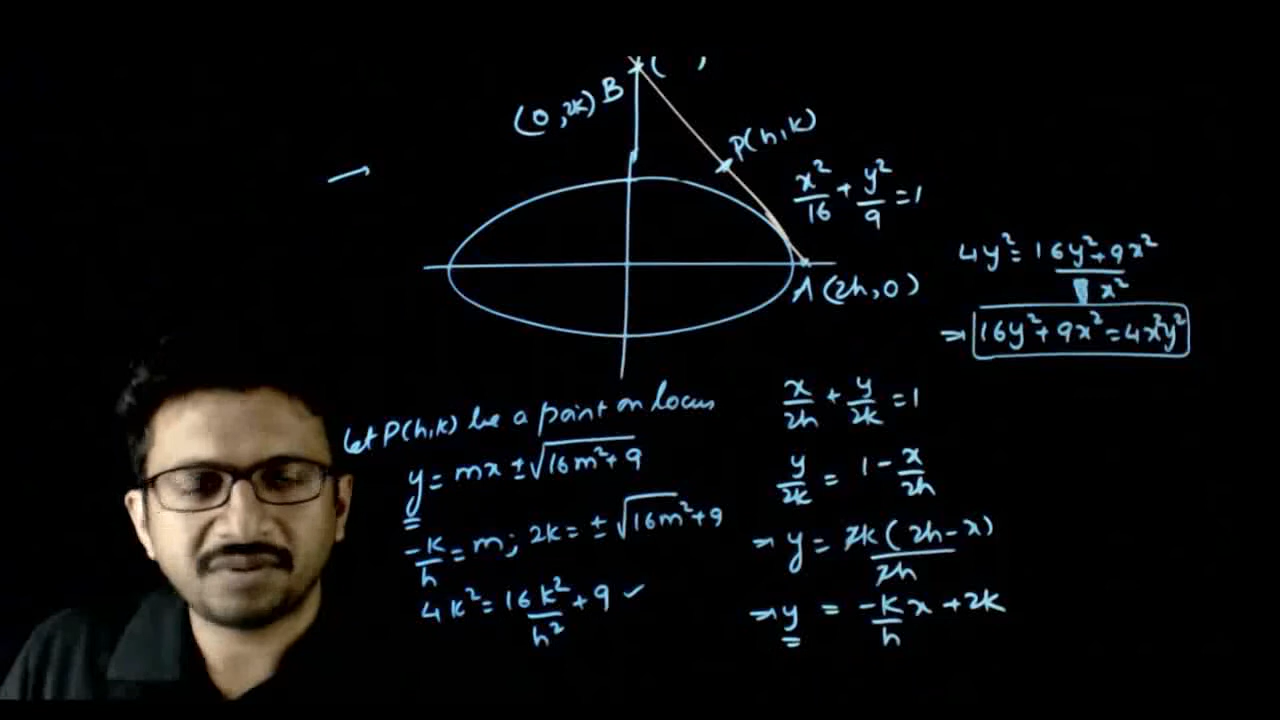 ( ,
(0, 2k) B
P(h, k)
x²/16 + y²/9 = 1
A (2h, 0)
4y² = 16y² + 9x² / x²
⇒ 16y² + 9x² = 4x²y²
Let P(h, k) be a point on locus
y = mx ± √16m² + 9
-k/h = m; 2k = ± √16m² + 9
4k² = 16k²/h² + 9 ✓
x/2h + y/2k = 1
y/2k = 1 - x/2h
⇒ y = 2k(2h - x) / 2h
⇒ y = -k/h x + 2k